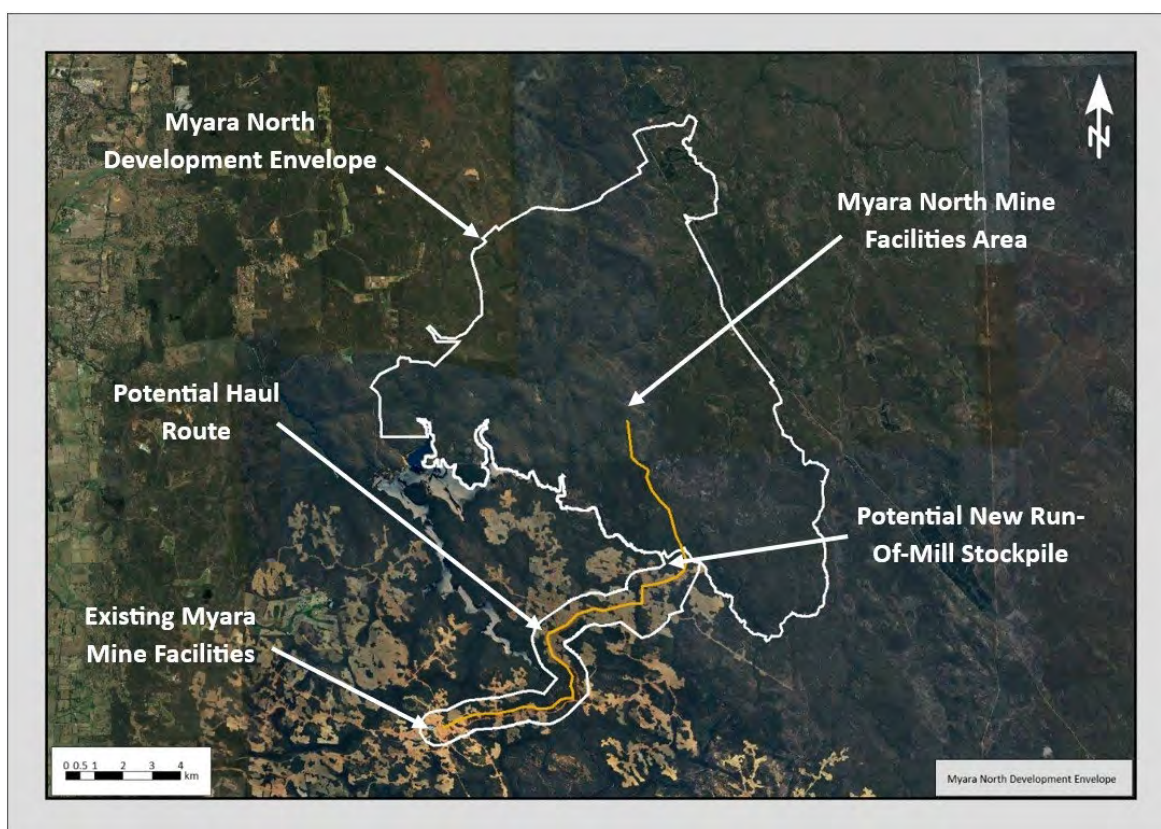 Myara North
Development Envelope
N
Myara North Mine
Facilities Area
Potential Haul
Route
Potential New Run-
Of-Mill Stockpile
Existing Myara
Mine Facilities
0 0.5 1 2 3 4
km
Myara North Development Envelope